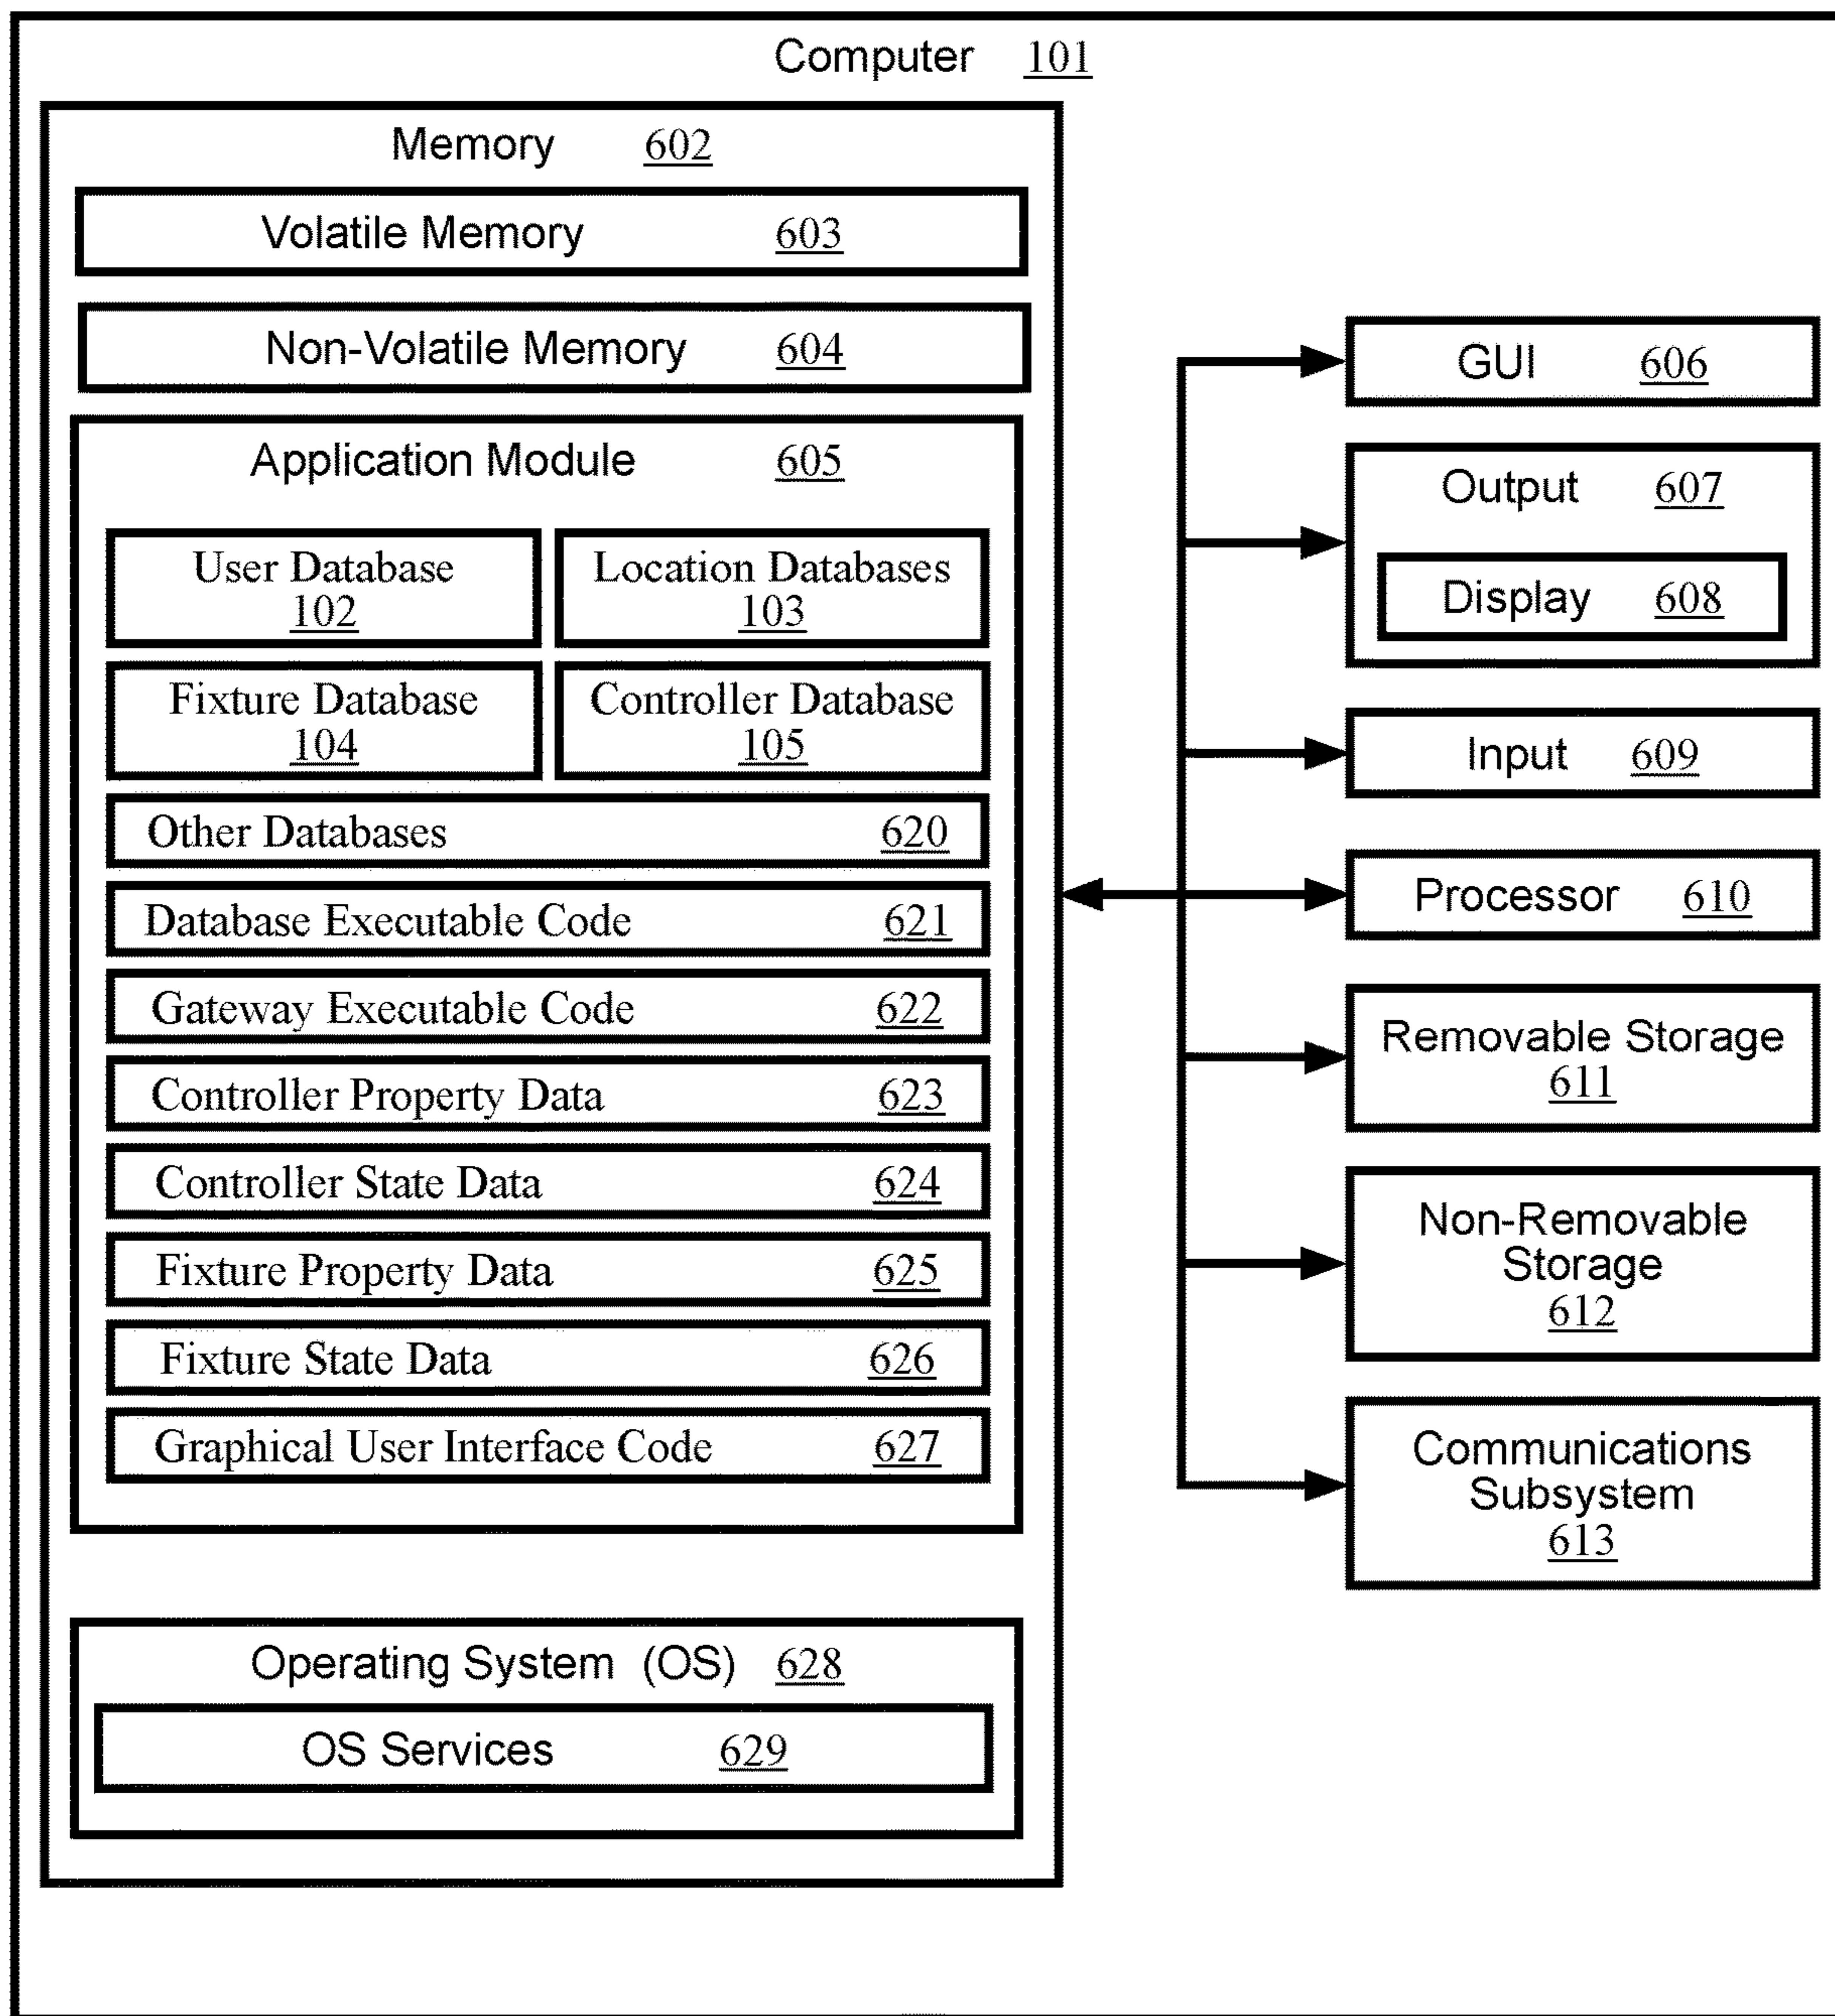 Computer 101
Memory 602
Volatile Memory 603
Non-Volatile Memory 604
Application Module 605
User Database
102
Location Databases
103
Fixture Database
104
Controller Database
105
Other Databases 620
Database Executable Code 621
Gateway Executable Code 622
Controller Property Data 623
Controller State Data 624
Fixture Property Data 625
Fixture State Data 626
Graphical User Interface Code 627
Operating System (OS) 628
OS Services 629
GUI 606
Output 607
Display 608
Input 609
Processor 610
Removable Storage
611
Non-Removable
Storage
612
Communications
Subsystem
613